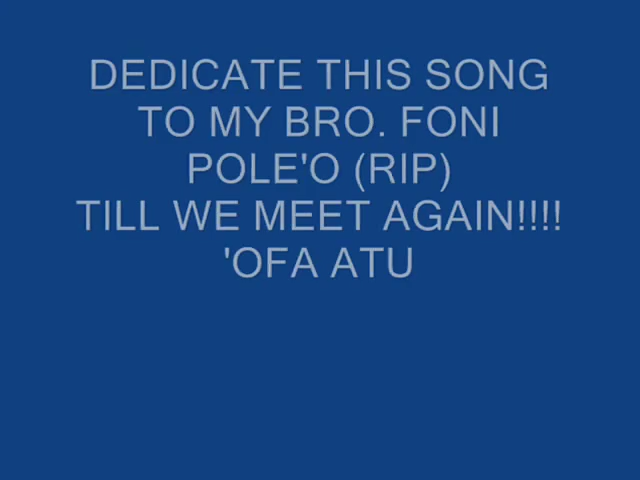 DEDICATE THIS SONG
TO MY BRO. FONI
POLE'O (RIP)
TILL WE MEET AGAIN!!!!
'OFA ATU